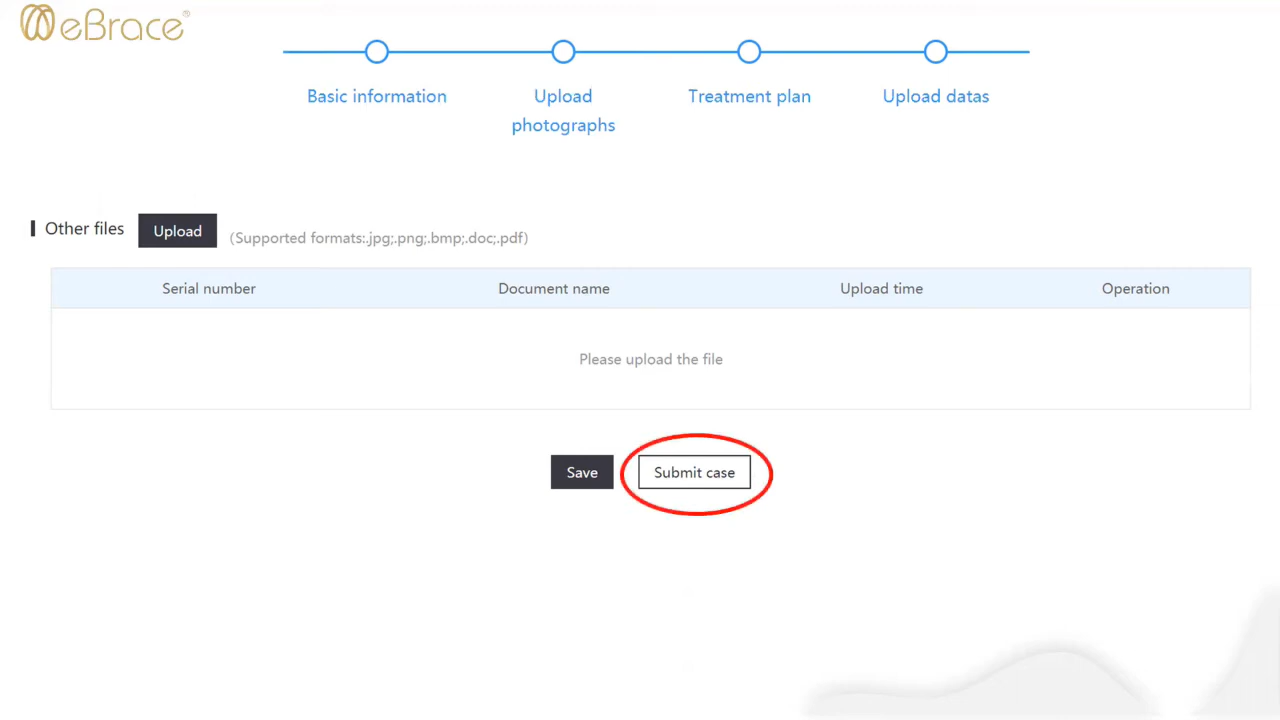 eBrace®
Basic information
Upload
photographs
Treatment plan
Upload datas
Other files
Upload
(Supported formats:.jpg;.png;.bmp;.doc;.pdf)
Serial number
Document name
Upload time
Operation
Please upload the file
Save
Submit case